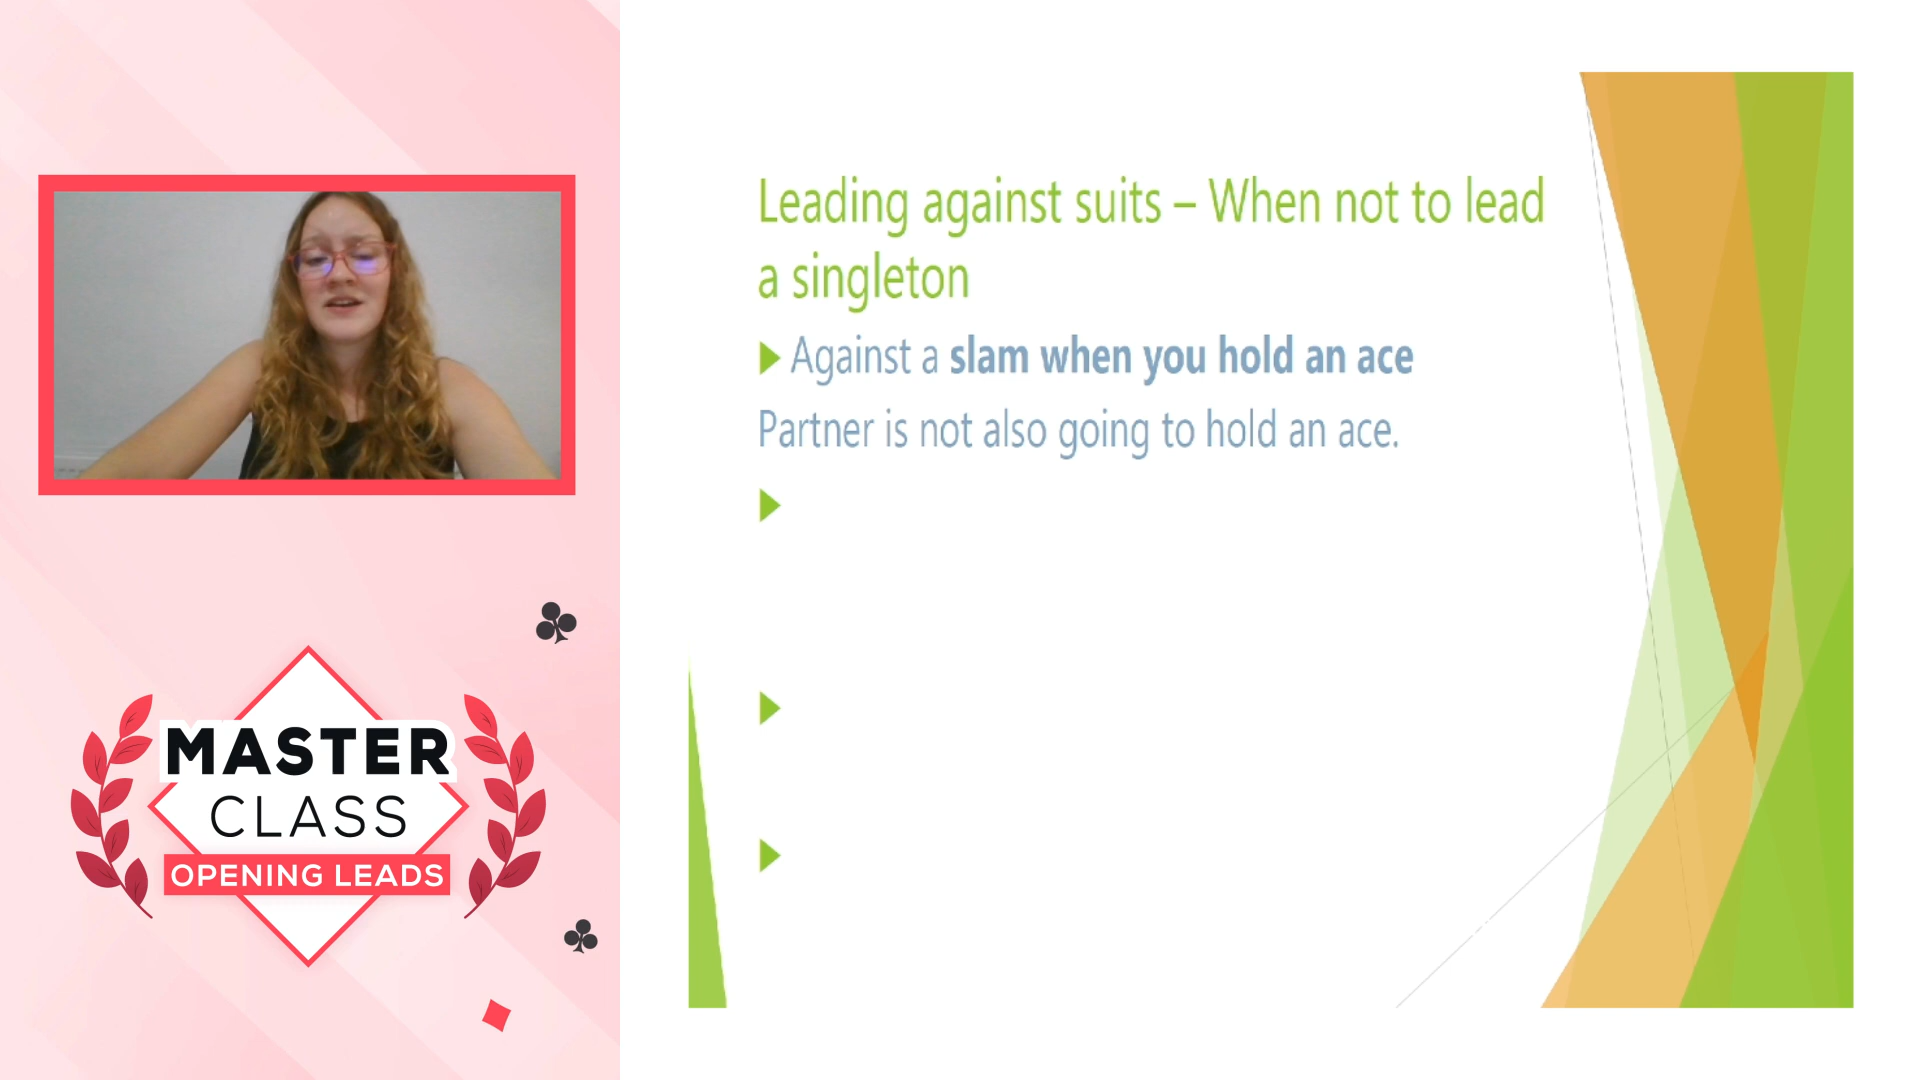 Leading against suits – When not to lead
a singleton
Against a slam when you hold an ace
Partner is not also going to hold an ace.
MASTER
CLASS
OPENING LEADS